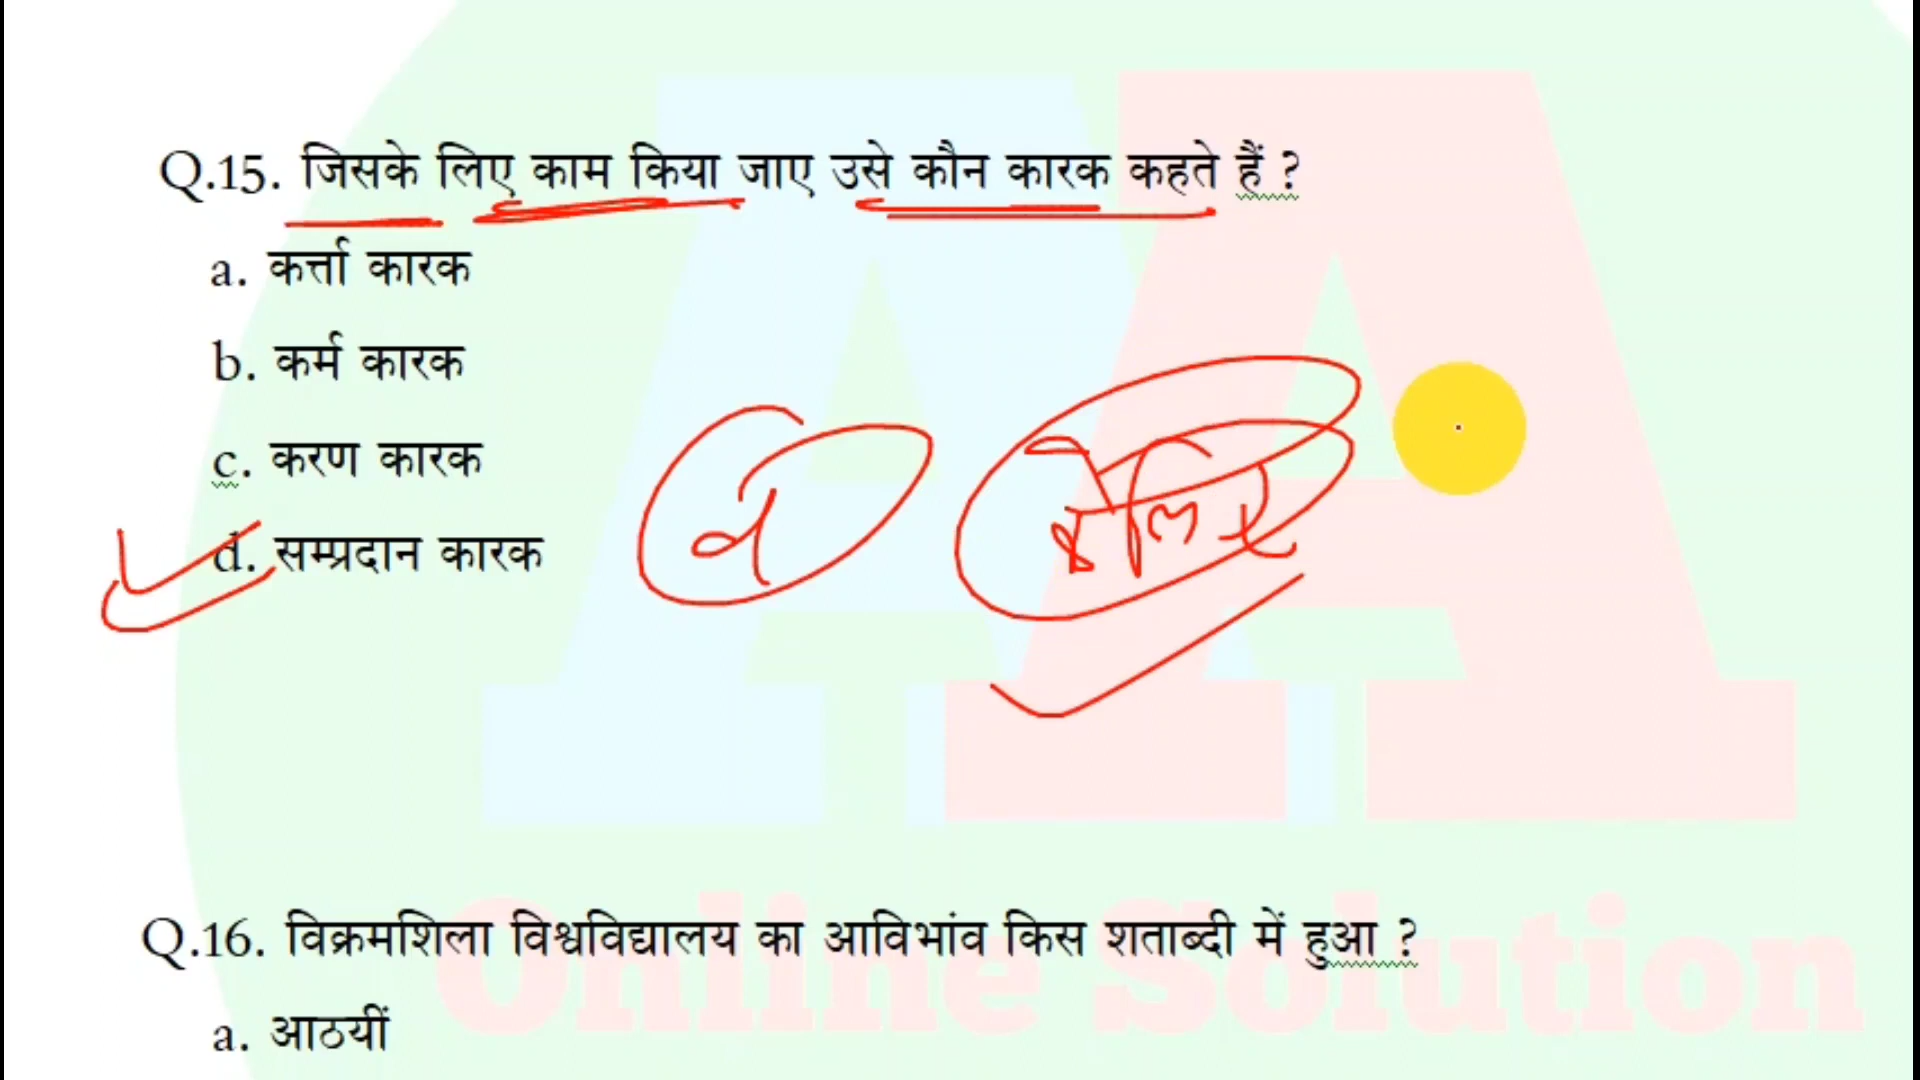 Q.15. जिसके लिए काम किया जाए उसे कौन कारक कहते हैं ?
a. कर्त्ता कारक
b. कर्म कारक
c. करण कारक
d. सम्प्रदान कारक
के लिए
Q.16. विक्रमशिला विश्वविद्यालय का आविभांव किस शताब्दी में हुआ ?
a. आठयीं
Online Solution